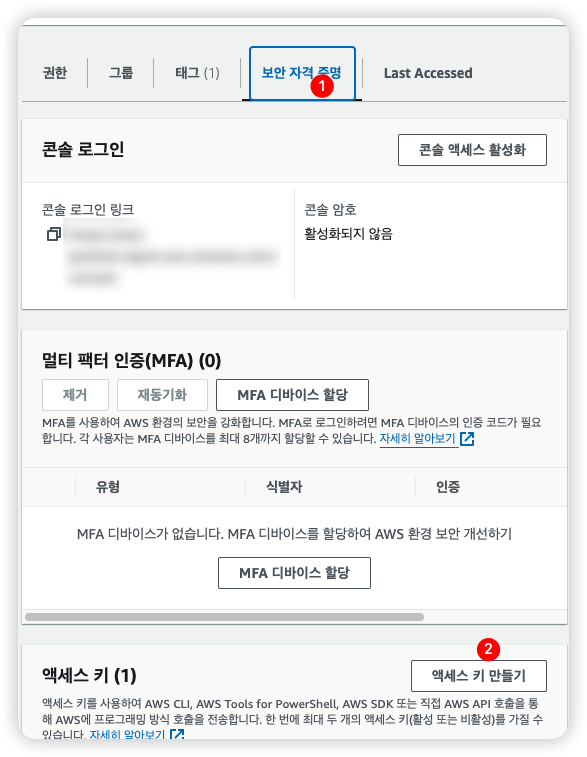 권한 그룹 태그 (1) 보안 자격 증명 Last Accessed
1
콘솔 로그인 콘솔 액세스 활성화
콘솔 로그인 링크 콘솔 암호
활성화되지 않음
멀티 팩터 인증(MFA) (0)
제거 재동기화 MFA 디바이스 할당
MFA를 사용하여 AWS 환경의 보안을 강화합니다. MFA로 로그인하려면 MFA 디바이스의 인증 코드가 필요
합니다. 각 사용자는 MFA 디바이스를 최대 8개까지 할당할 수 있습니다. 자세히 알아보기
유형 식별자 인증
MFA 디바이스가 없습니다. MFA 디바이스를 할당하여 AWS 환경 보안 개선하기
MFA 디바이스 할당
2
액세스 키 (1) 액세스 키 만들기
액세스 키를 사용하여 AWS CLI, AWS Tools for PowerShell, AWS SDK 또는 직접 AWS API 호출을 통
해 AWS에 프로그래밍 방식 호출을 전송합니다. 한 번에 최대 두 개의 액세스 키(활성 또는 비활성)를 가질 수
있습니다. 자세히 알아보기